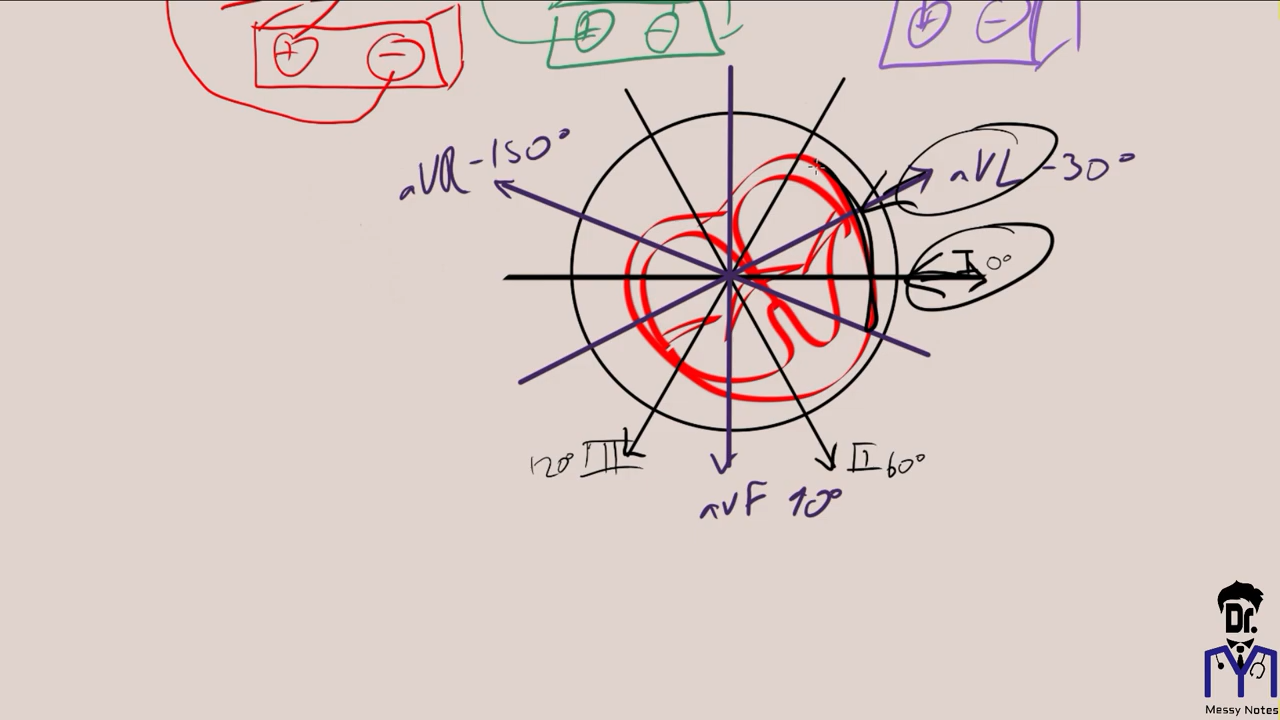 + −
+ −
+ −
aVR -150°
aVL -30°
I 0°
120° III
II 60°
aVF 90°
Dr.
Messy Notes